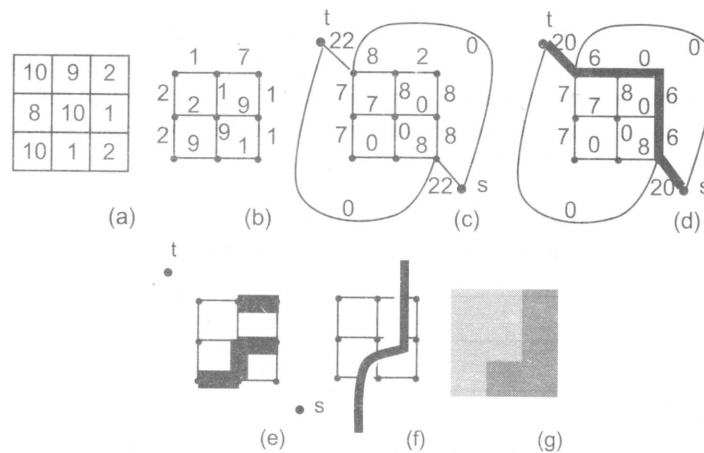 t t
22 0 20 0
10 9 2 1 7 8 2 6 0
2 1 1 7 8 8 7 8 6
8 10 1 2 9 7 0 7 0
2 9 1 7 0 8 7 0 6
10 1 2 9 1 0 8 0 8
22 s 20 s
0 0
(a) (b) (c) (d)
t
s
(e) (f) (g)